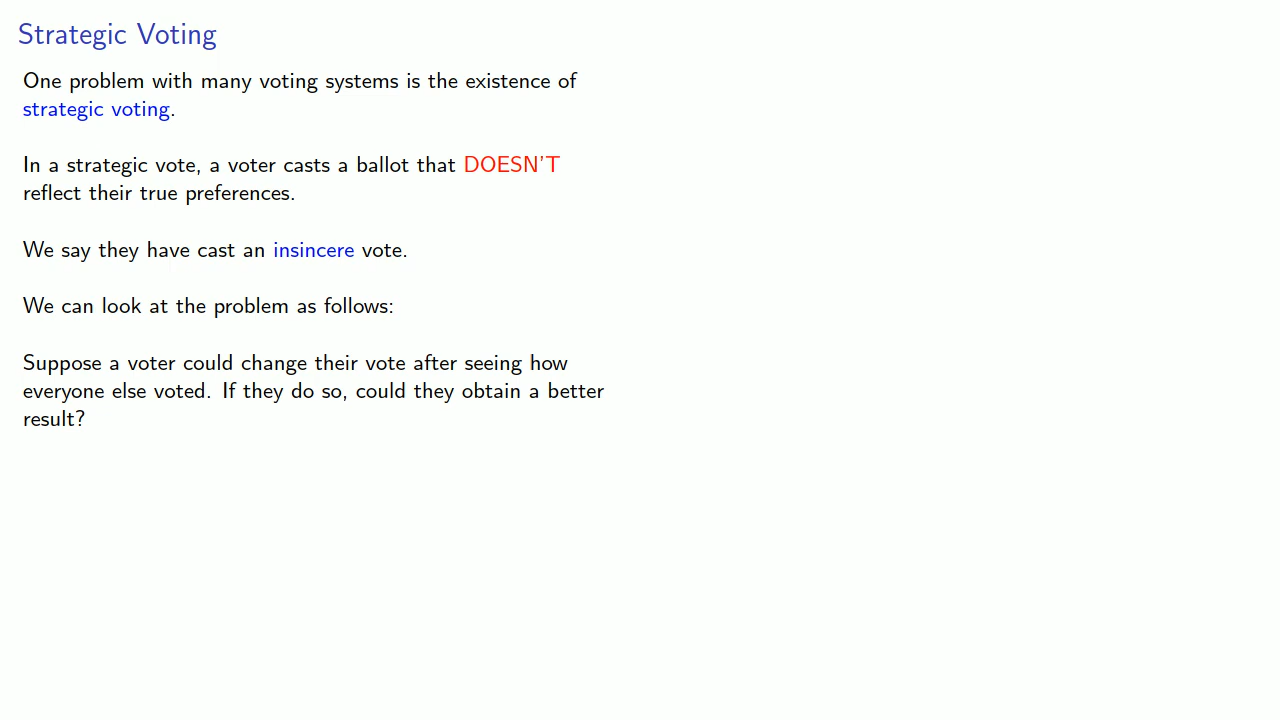 Strategic Voting
One problem with many voting systems is the existence of
strategic voting.
In a strategic vote, a voter casts a ballot that DOESN'T
reflect their true preferences.
We say they have cast an insincere vote.
We can look at the problem as follows:
Suppose a voter could change their vote after seeing how
everyone else voted. If they do so, could they obtain a better
result?